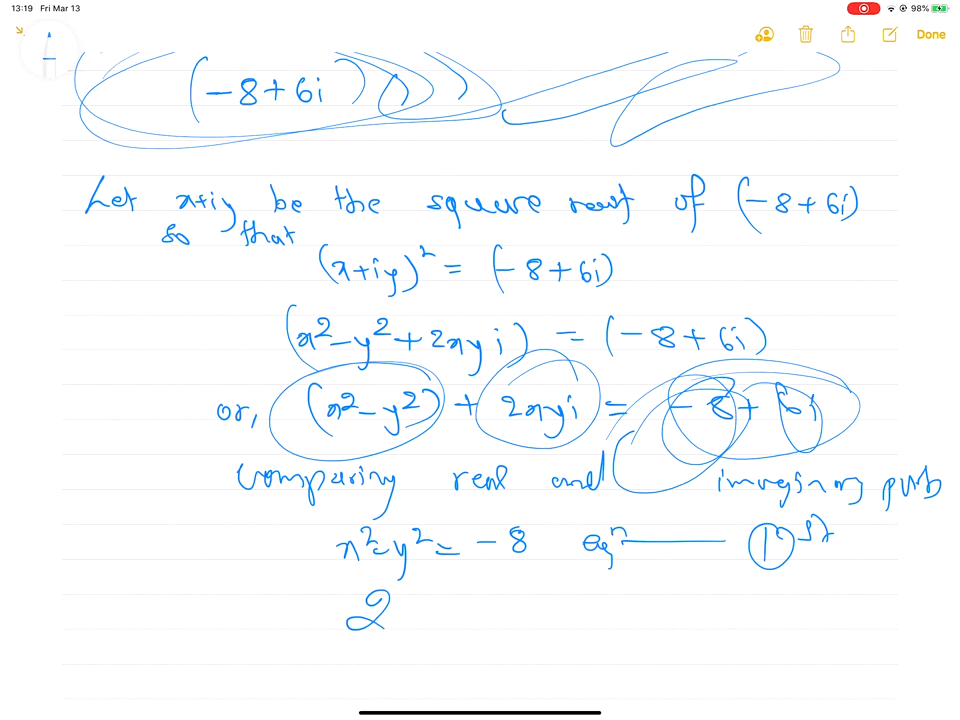 13:19 Fri Mar 13 98%
Done
(-8+6i)
Let x+iy be the square root of (-8+6i)
so that
(x+iy)² = (-8+6i)
(x²-y²+2xyi) = (-8+6i)
or, (x²-y²) + 2xyi = -8+6i
Comparing real and imaginary parts
x²-y² = -8 eqⁿ — 1st
2